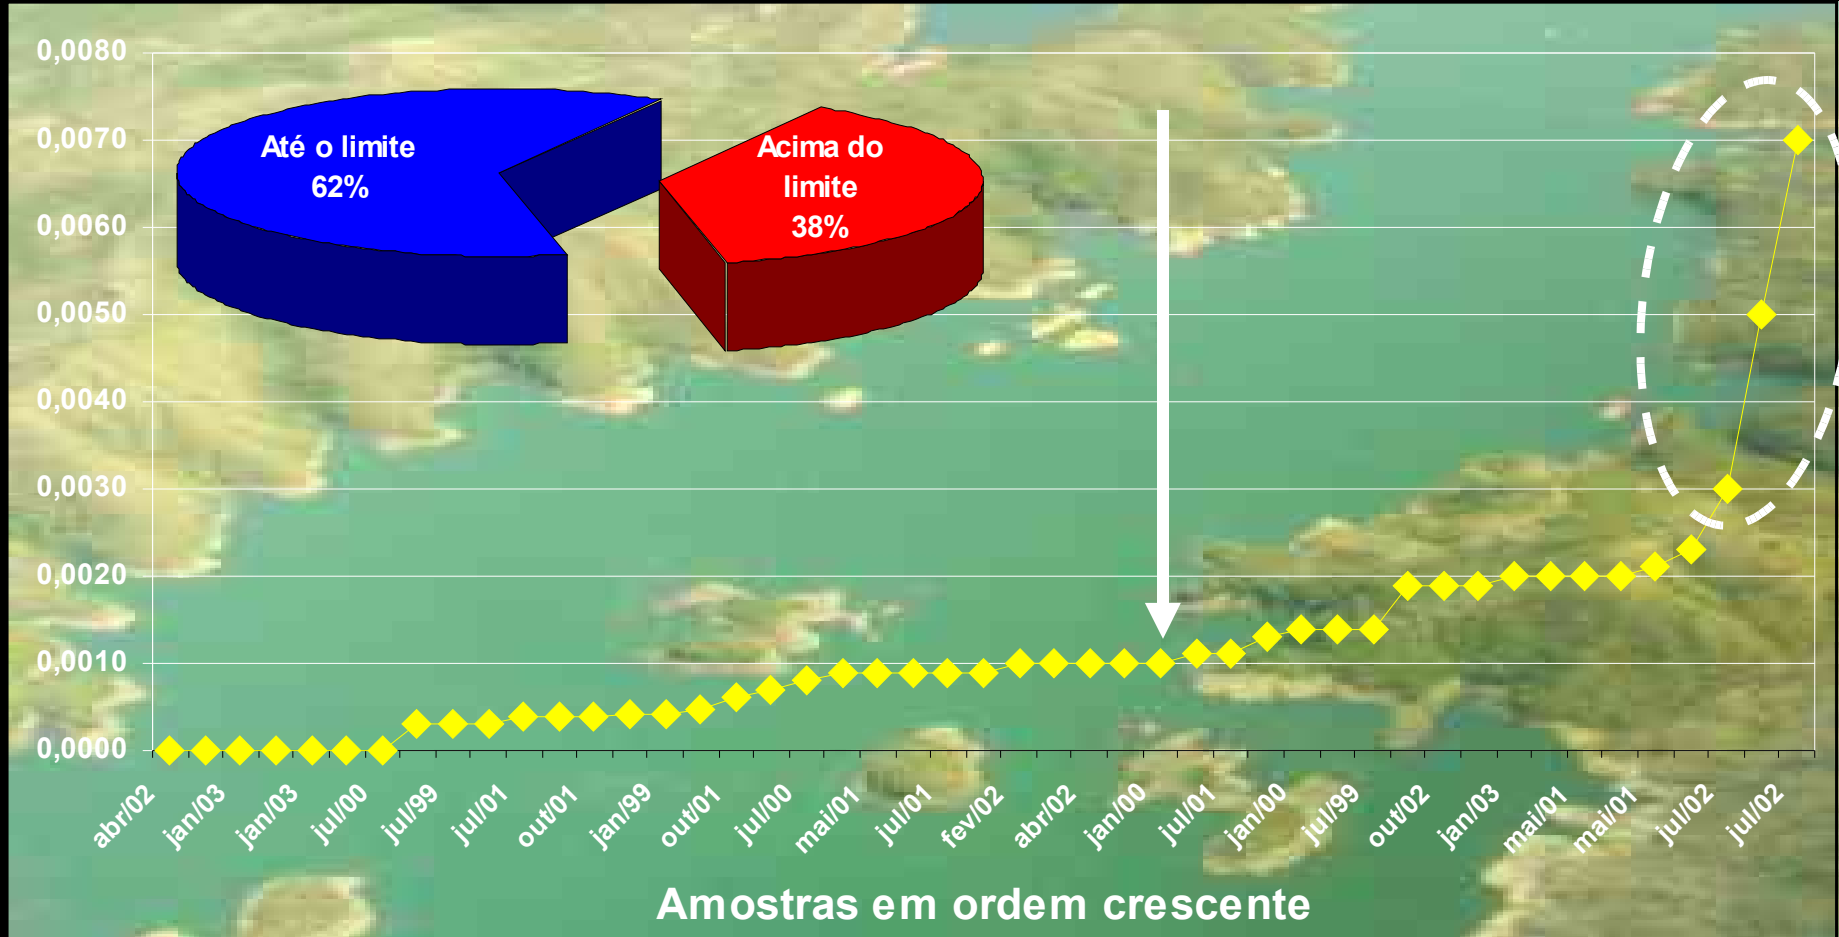 0,0080
0,0070
0,0060
0,0050
0,0040
0,0030
0,0020
0,0010
0,0000
Até o limite
62%
Acima do
limite
38%
abr/02
jan/03
jan/03
jul/00
jul/99
jul/01
out/01
jan/99
out/01
jul/00
mai/01
jul/01
fev/02
abr/02
jan/00
jul/01
jan/00
jul/99
out/02
jan/03
mai/01
mai/01
jul/02
jul/02
Amostras em ordem crescente